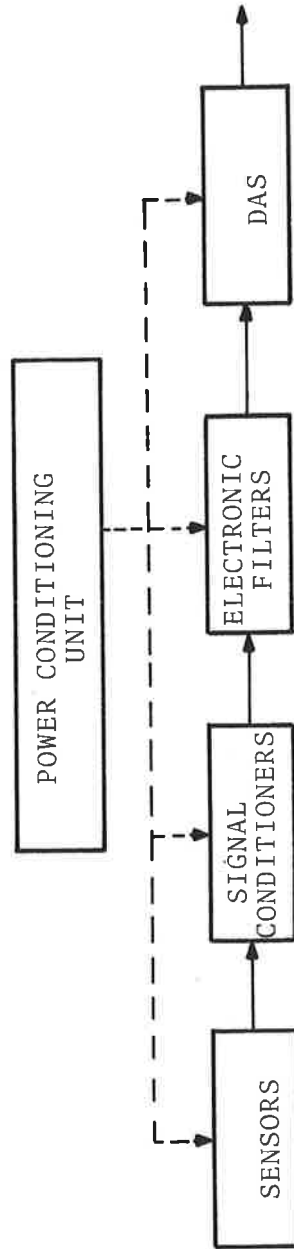 POWER CONDITIONING
UNIT
SENSORS
SIGNAL
CONDITIONERS
ELECTRONIC
FILTERS
DAS